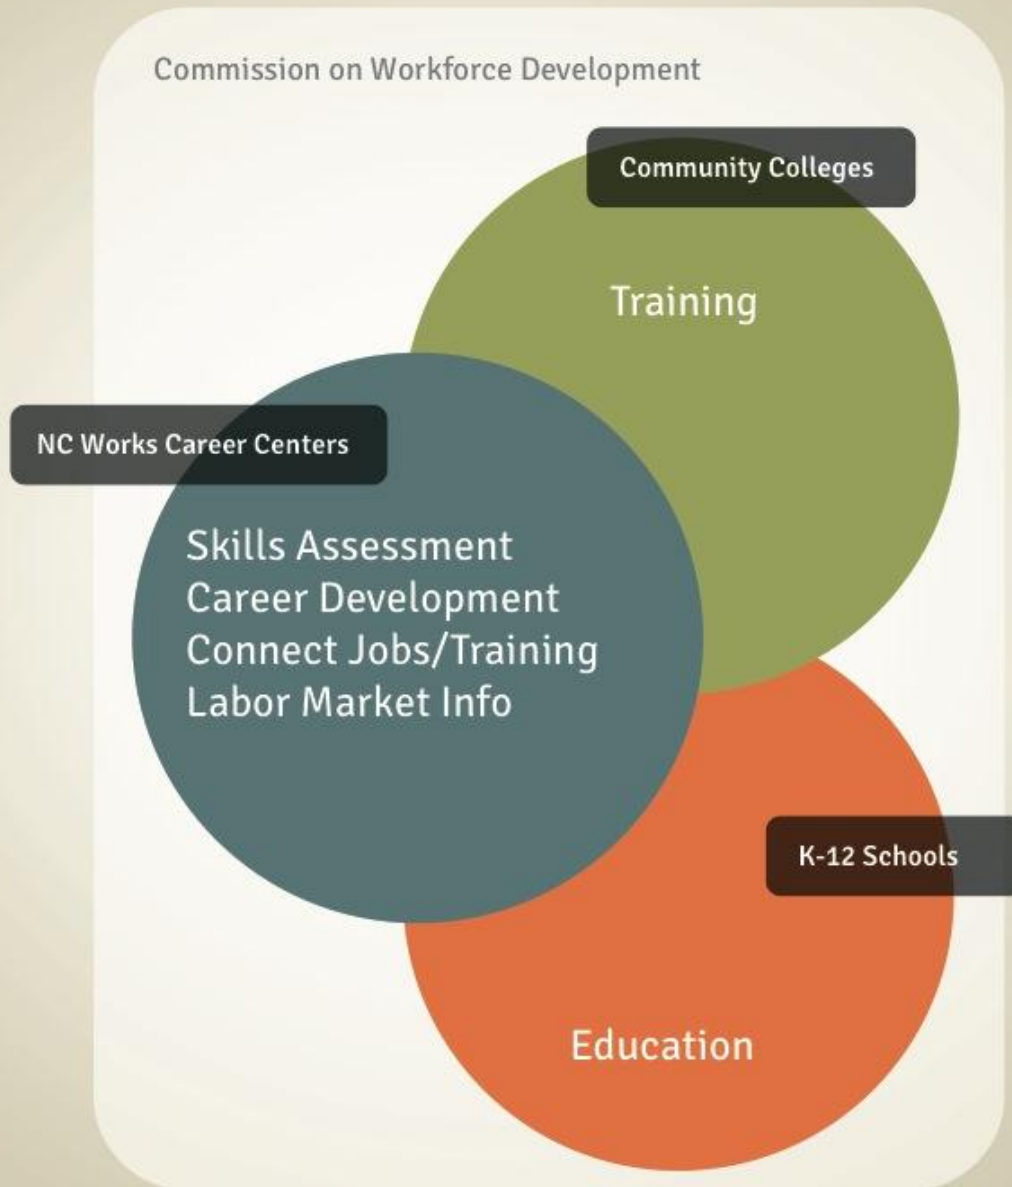 Commission on Workforce Development
Community Colleges
Training
NC Works Career Centers
Skills Assessment
Career Development
Connect Jobs/Training
Labor Market Info
K-12 Schools
Education